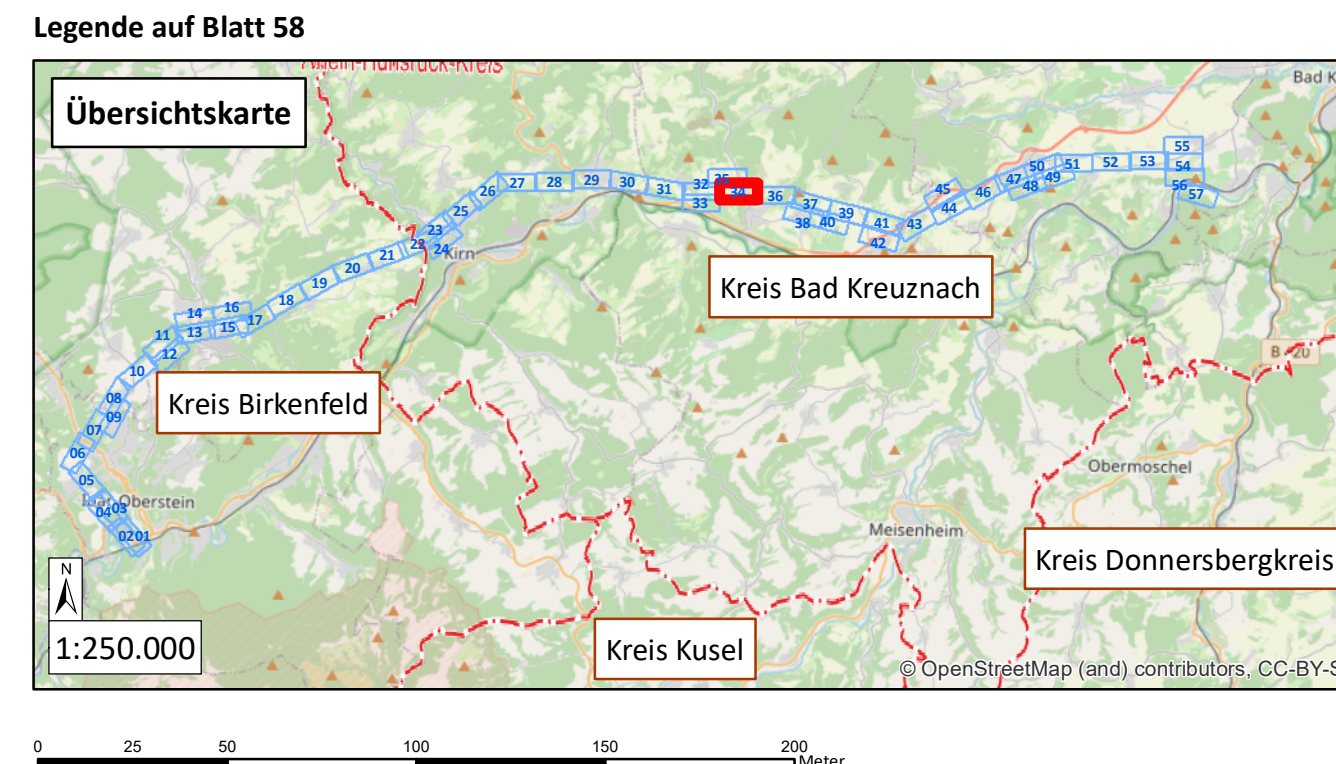 Legende auf Blatt 58
Rhein-Hunsrück-Kreis
Übersichtskarte
Bad K
55
50 51 52 53 54
47 48 49 56
45 46 57
27 28 29 30 31 32 35
26 33 34 36 37
25 38 40 39 41 43 44
23 42
22 24
21 Kirn
20
19
18
Kreis Bad Kreuznach
14 16
11 13 15 17
12
10
B 420
08
Kreis Birkenfeld
09
07
06
05
Obermoschel
Oberstein
04 03
02 01
Meisenheim
Kreis Donnersbergkreis
N
1:250.000
Kreis Kusel
© OpenStreetMap (and) contributors, CC-BY-S
0 25 50 100 150 200
Meter